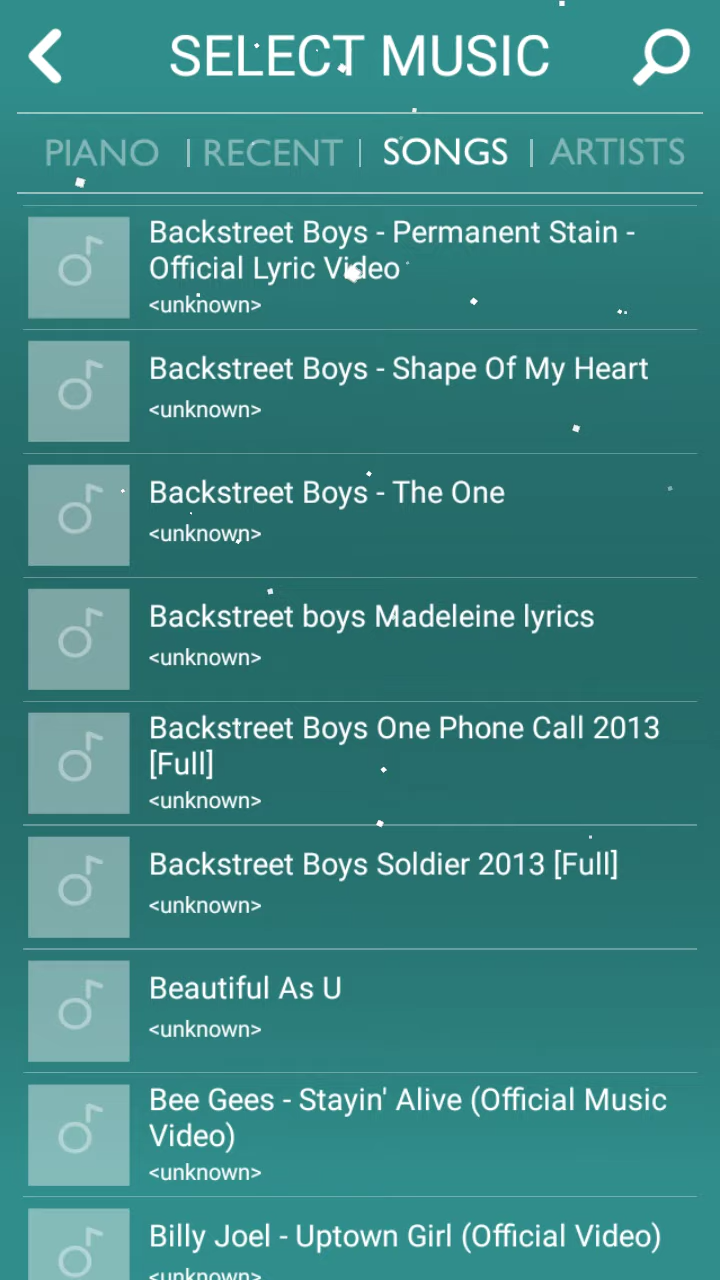 SELECT MUSIC
PIANO | RECENT | SONGS | ARTISTS
Backstreet Boys - Permanent Stain -
Official Lyric Video
<unknown>
Backstreet Boys - Shape Of My Heart
<unknown>
Backstreet Boys - The One
<unknown>
Backstreet boys Madeleine lyrics
<unknown>
Backstreet Boys One Phone Call 2013
[Full]
<unknown>
Backstreet Boys Soldier 2013 [Full]
<unknown>
Beautiful As U
<unknown>
Bee Gees - Stayin' Alive (Official Music
Video)
<unknown>
Billy Joel - Uptown Girl (Official Video)
<unknown>